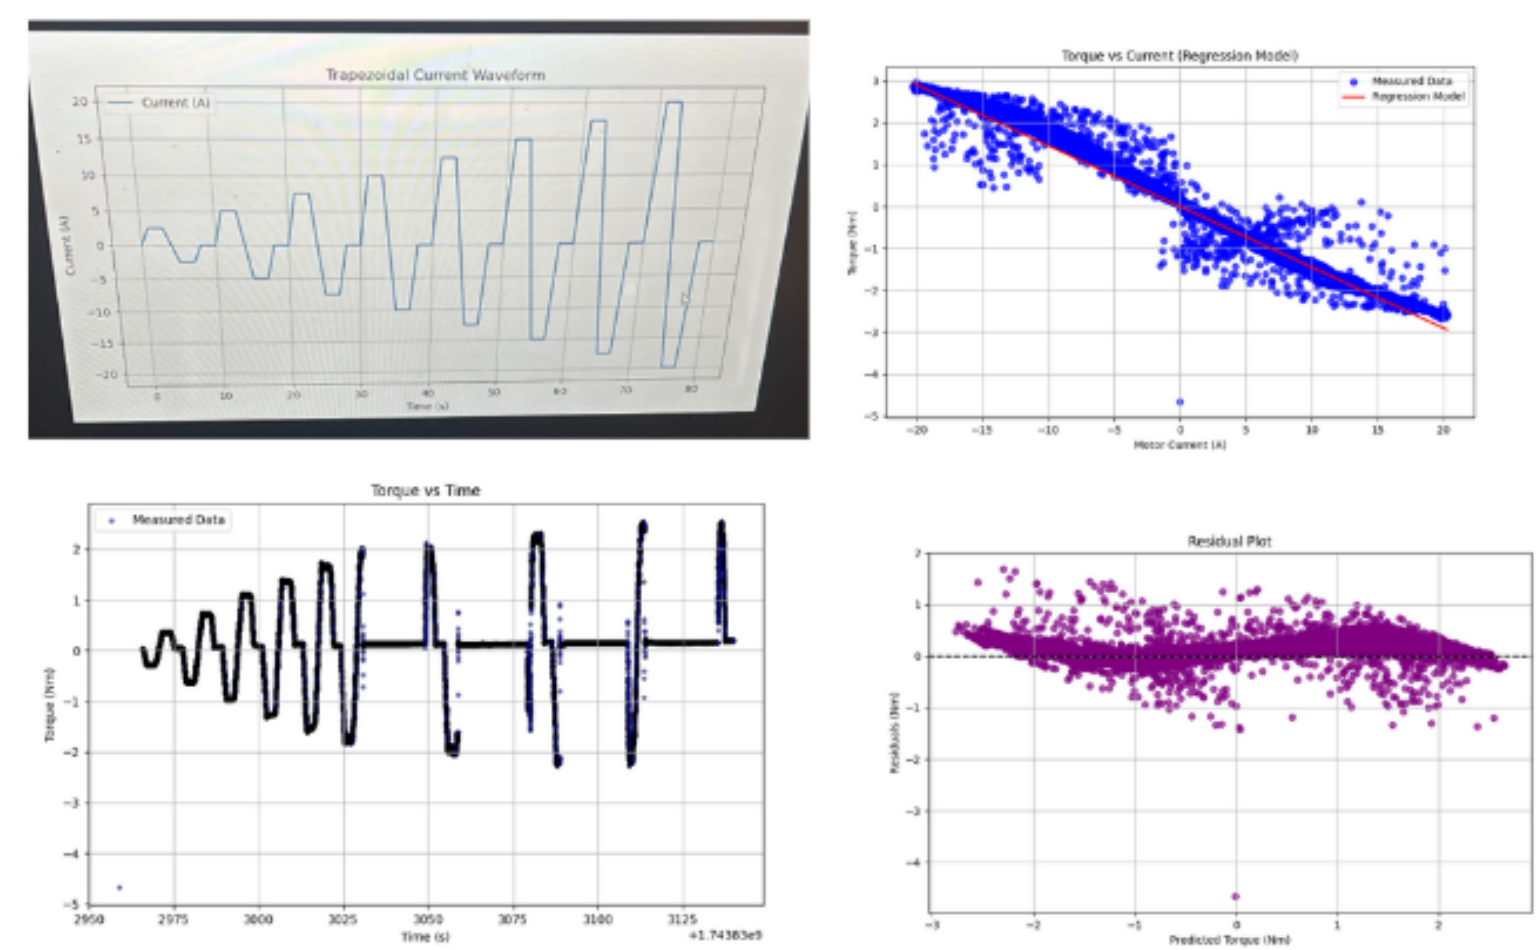 Trapezoidal Current Waveform
Current (A)
20
15
10
5
0
−5
−10
−15
−20
Current (A)
0 10 20 30 40 50 60 70 80
Time (s)
Torque vs Current (Regression Model)
Measured Data
Regression Model
3
2
1
0
−1
−2
−3
−4
−5
Torque (Nm)
−20 −15 −10 −5 0 5 10 15 20
Motor Current (A)
Torque vs Time
Measured Data
2
1
0
−1
−2
−3
−4
−5
Torque (Nm)
2950 2975 3000 3025 3050 3075 3100 3125
+1.74383e9
Time (s)
Residual Plot
2
1
0
−1
−2
−3
−4
Residuals (Nm)
−3 −2 −1 0 1 2
Predicted Torque (Nm)